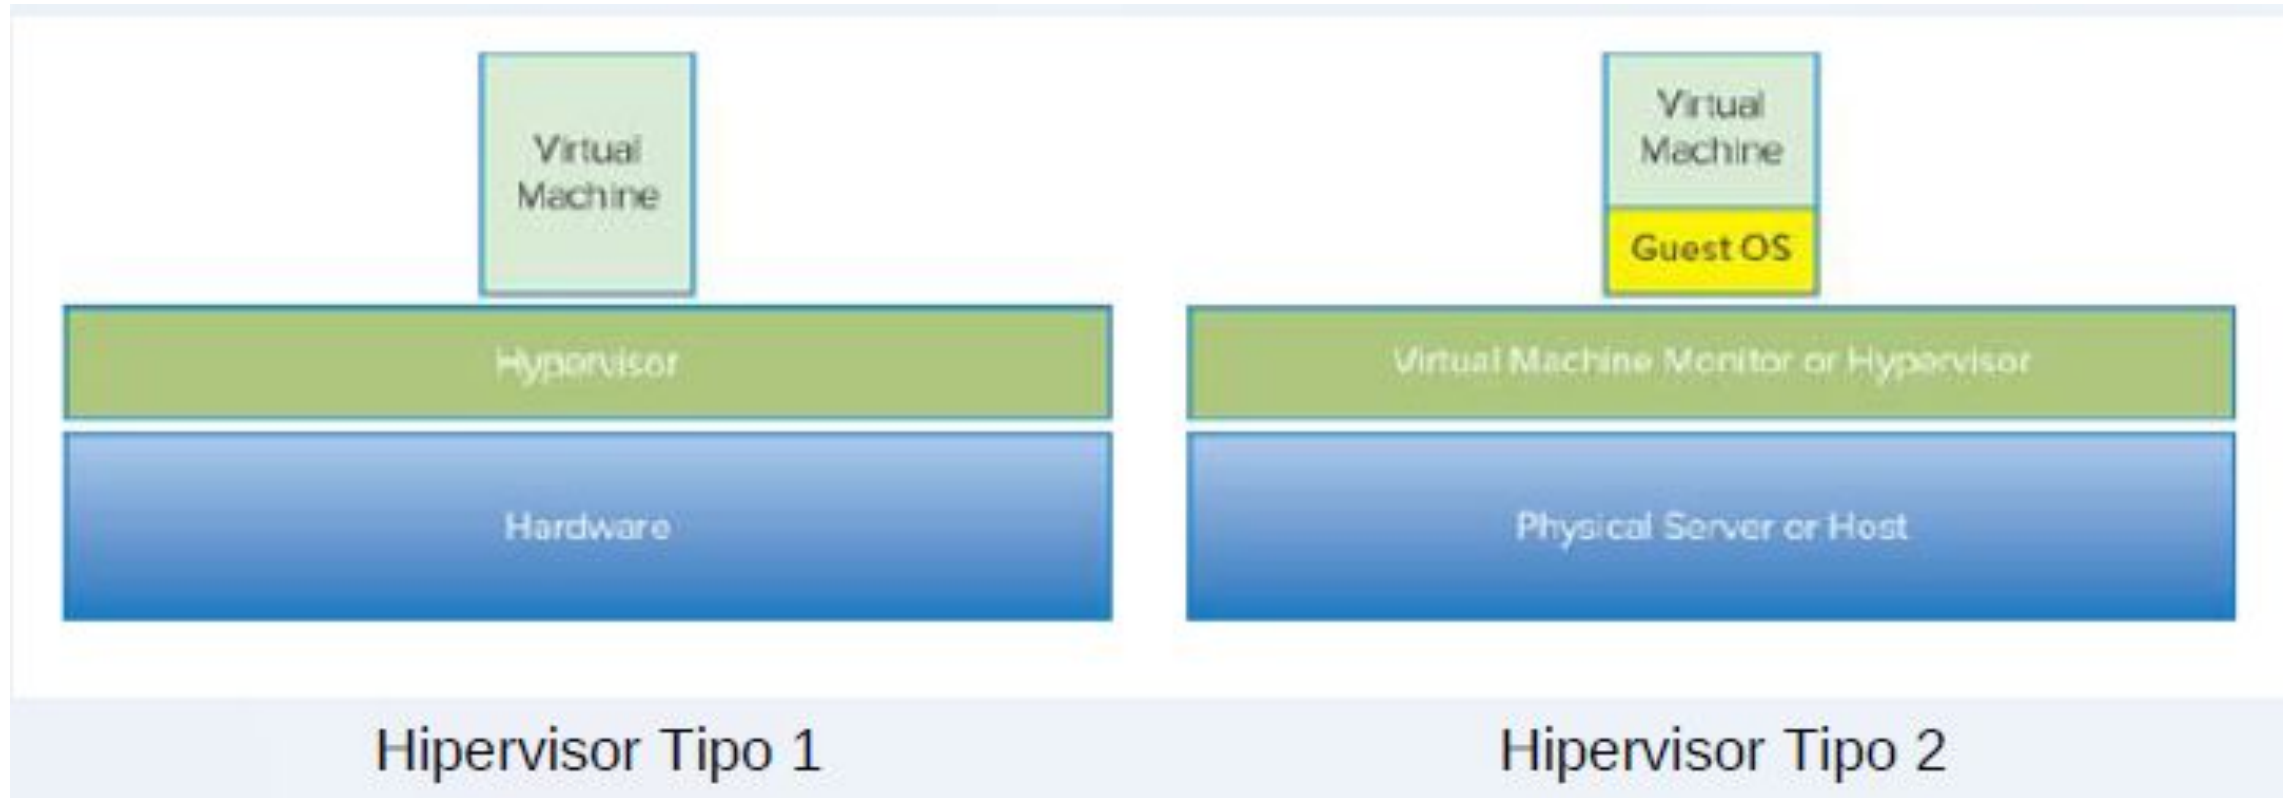 Virtual
Machine
Hypervisor
Hardware
Hipervisor Tipo 1
Virtual
Machine
Guest OS
Virtual Machine Monitor or Hypervisor
Physical Server or Host
Hipervisor Tipo 2